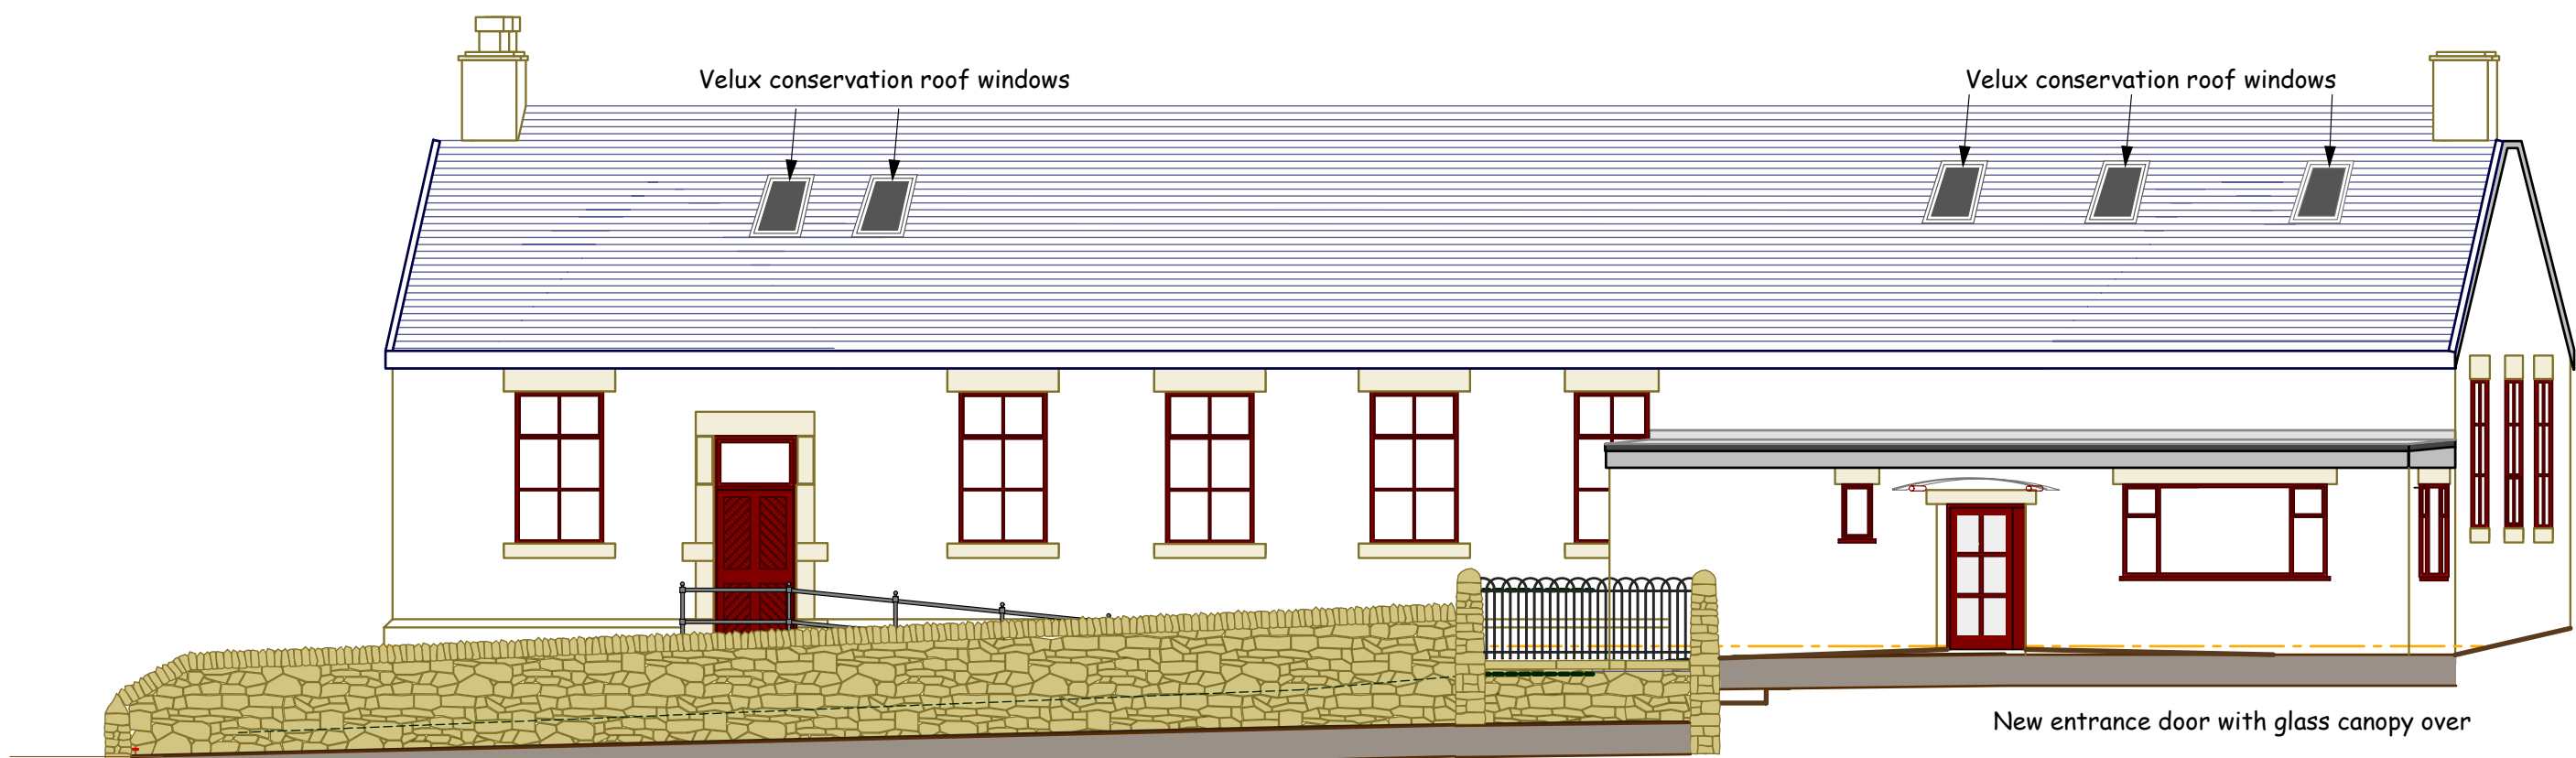 Velux conservation roof windows
Velux conservation roof windows
New entrance door with glass canopy over